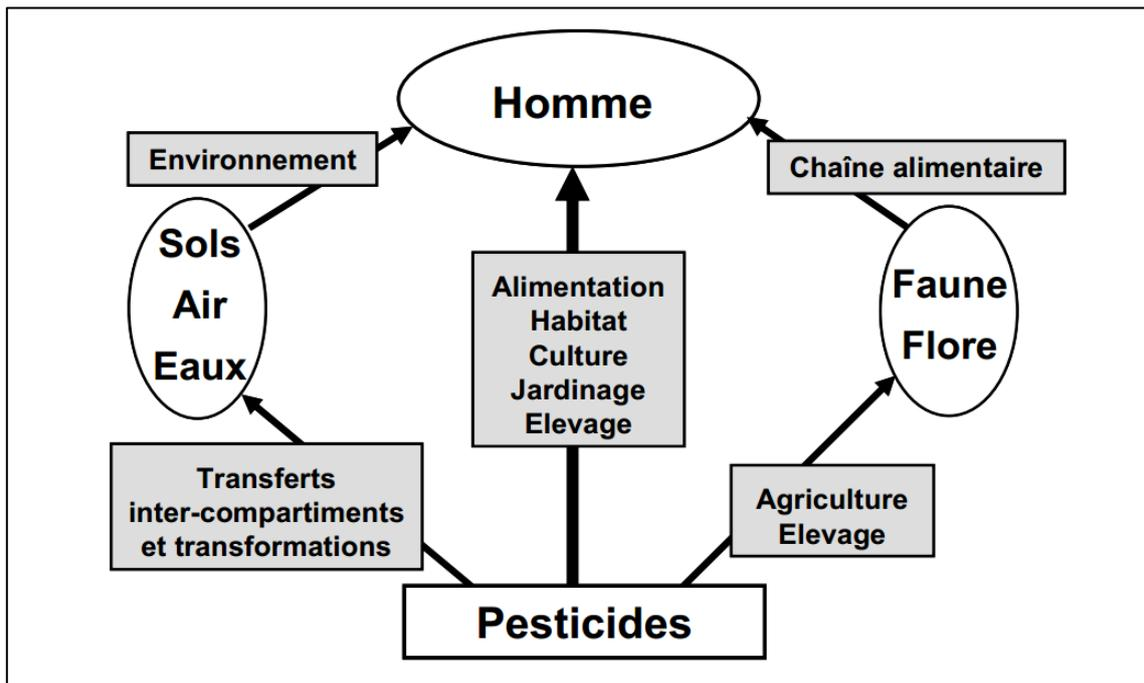 Homme
Environnement
Chaîne alimentaire
Sols
Air
Eaux
Alimentation
Habitat
Culture
Jardinage
Elevage
Faune
Flore
Transferts
inter-compartiments
et transformations
Agriculture
Elevage
Pesticides